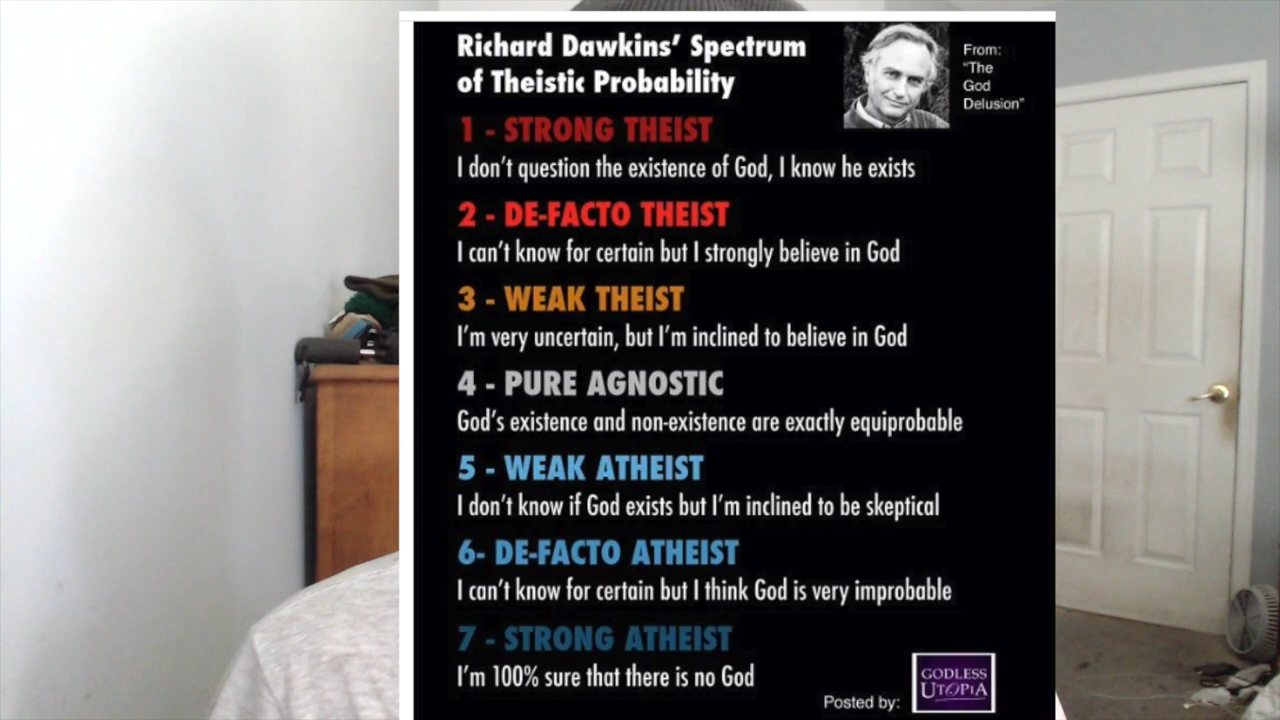 Richard Dawkins' Spectrum
of Theistic Probability
From:
"The
God
Delusion"
1 - STRONG THEIST
I don't question the existence of God, I know he exists
2 - DE-FACTO THEIST
I can't know for certain but I strongly believe in God
3 - WEAK THEIST
I'm very uncertain, but I'm inclined to believe in God
4 - PURE AGNOSTIC
God's existence and non-existence are exactly equiprobable
5 - WEAK ATHEIST
I don't know if God exists but I'm inclined to be skeptical
6- DE-FACTO ATHEIST
I can't know for certain but I think God is very improbable
7 - STRONG ATHEIST
I'm 100% sure that there is no God
Posted by:
GODLESS
UTOPIA